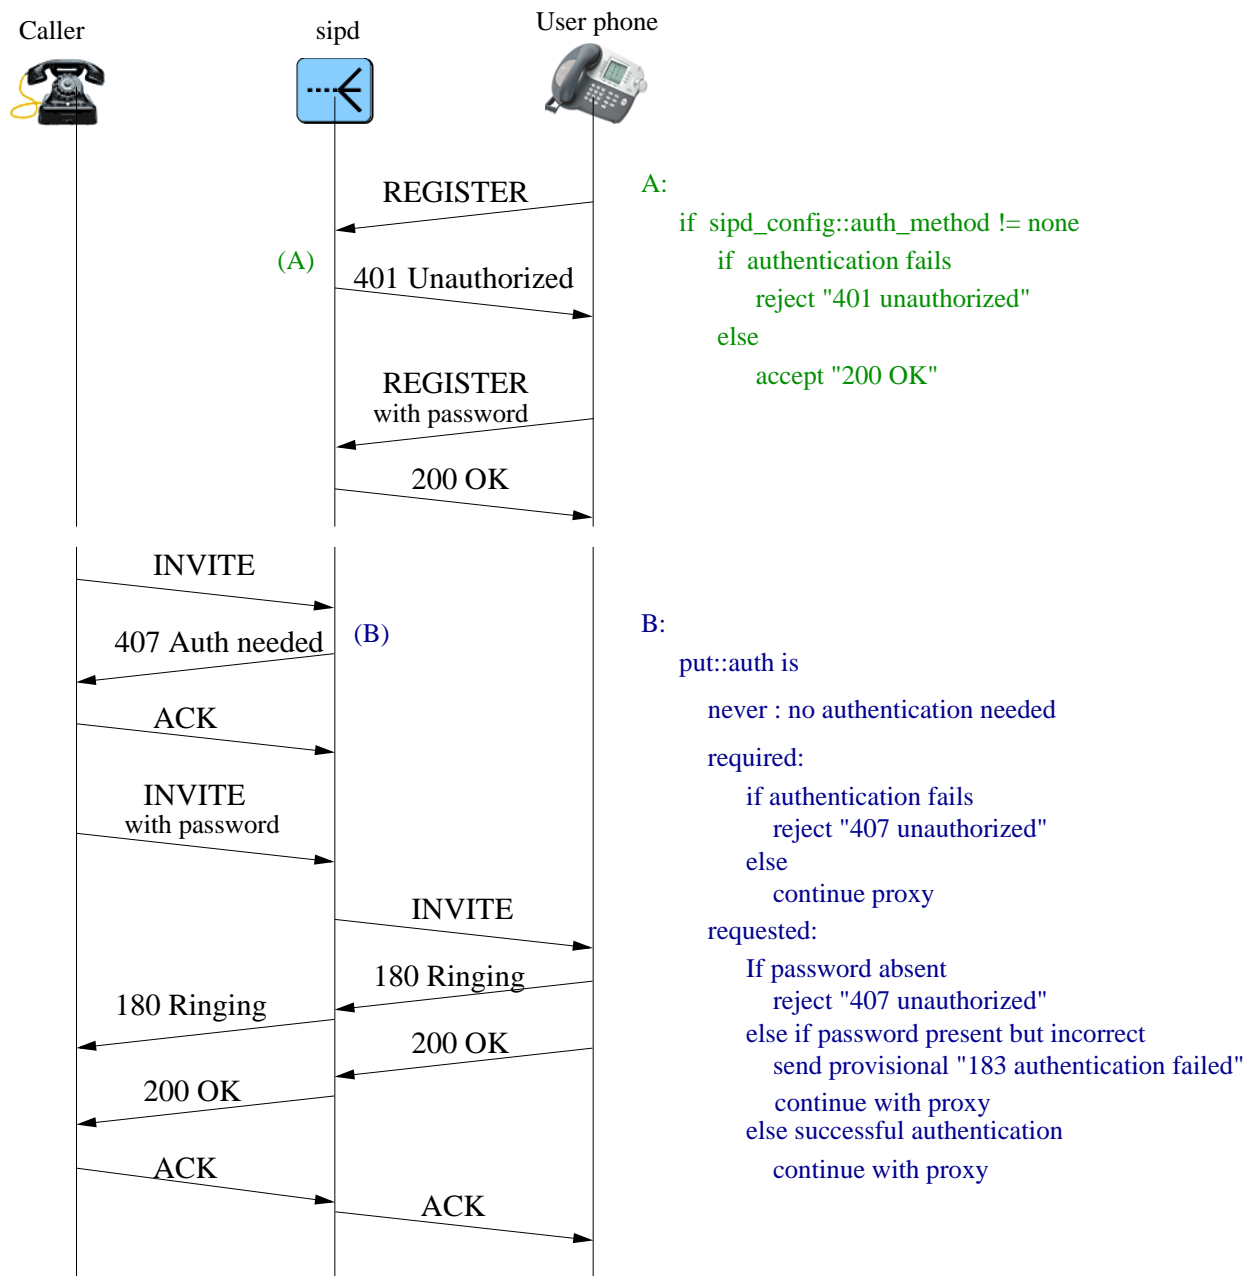 Caller
sipd
User phone
REGISTER
(A)
401 Unauthorized
REGISTER
with password
200 OK
A:
if sipd_config::auth_method != none
if authentication fails
reject "401 unauthorized"
else
accept "200 OK"
INVITE
407 Auth needed
(B)
ACK
INVITE
with password
INVITE
180 Ringing
180 Ringing
200 OK
200 OK
ACK
ACK
B:
put::auth is
never : no authentication needed
required:
if authentication fails
reject "407 unauthorized"
else
continue proxy
requested:
If password absent
reject "407 unauthorized"
else if password present but incorrect
send provisional "183 authentication failed"
continue with proxy
else successful authentication
continue with proxy